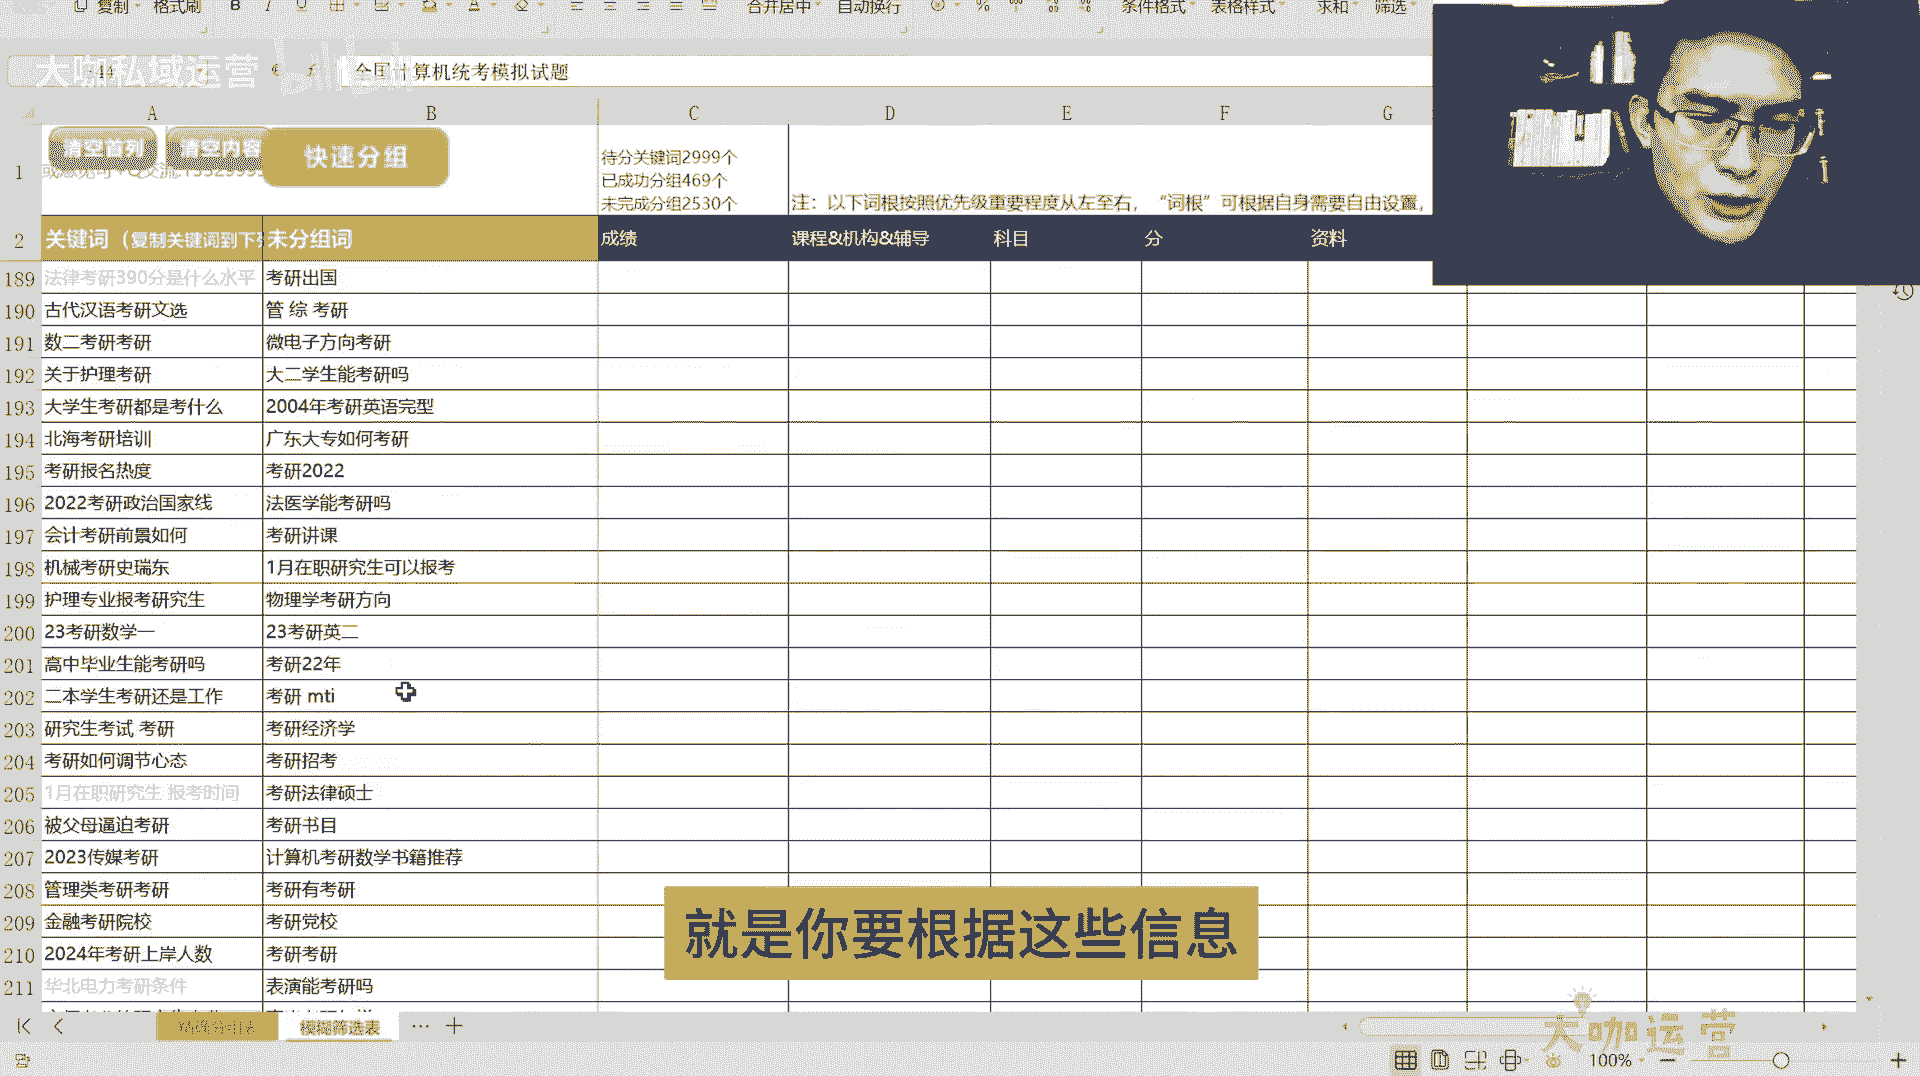 复制 格式刷 B I U 合并居中 自动换行 % 条件格式 表格样式 求和 筛选
大咖私域运营
全国计算机统考模拟试题
A B C D E F G
清空首列 清空内容 快速分组
待分关键词2999个
已成功分组469个
未完成分组2530个
1
注：以下词根按照优先级重要程度从左至右，“词根”可根据自身需要自由设置，
2 关键词（复制关键词到下列 未分组词 成绩 课程&机构&辅导 科目 分 资料
189 法律考研390分是什么水平 考研出国
190 古代汉语考研文选 管 综 考研
191 数二考研考研 微电子方向考研
192 关于护理考研 大二学生能考研吗
193 大学生考研都是考什么 2004年考研英语完型
194 北海考研培训 广东大专如何考研
195 考研报名热度 考研2022
196 2022考研政治国家线 法医学能考研吗
197 会计考研前景如何 考研讲课
198 机械考研史瑞东 1月在职研究生可以报考
199 护理专业报考研究生 物理学考研方向
200 23考研数学一 23考研英二
201 高中毕业生能考研吗 考研22年
202 二本学生考研还是工作 考研 mti
203 研究生考试 考研 考研经济学
204 考研如何调节心态 考研招考
205 1月在职研究生 报考时间 考研法律硕士
206 被父母逼迫考研 考研书目
207 2023传媒考研 计算机考研数学书籍推荐
208 管理类考研考研 考研有考研
209 金融考研院校 考研党校
210 2024年考研上岸人数 考研考研
211 华北电力考研条件 表演能考研吗
就是你要根据这些信息
模糊筛选表 ··· +
大咖运营
100% — +